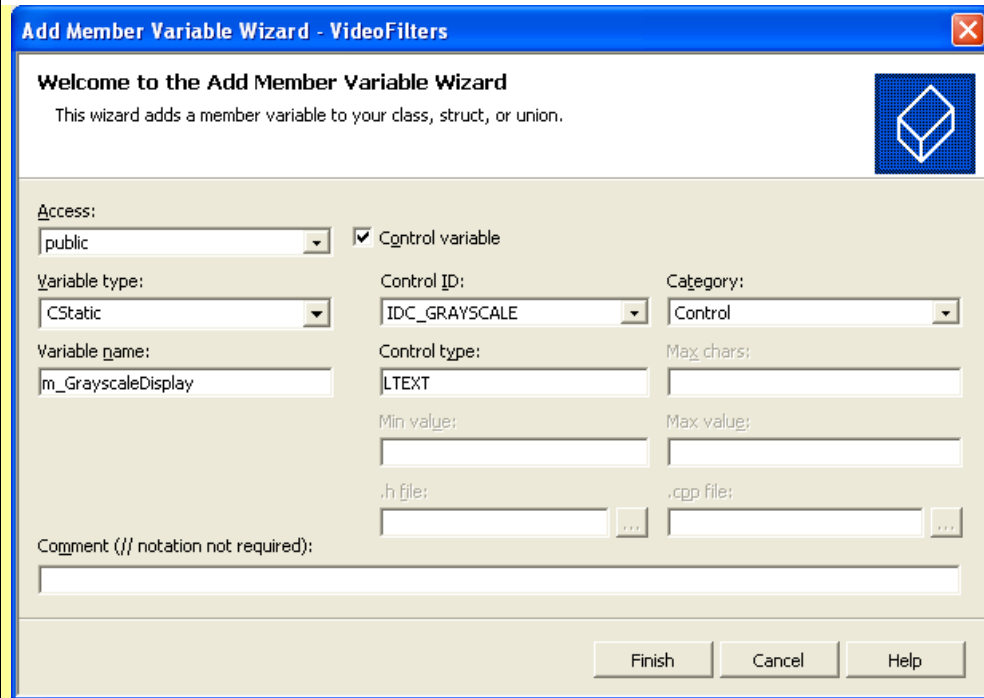 Add Member Variable Wizard - VideoFilters
Welcome to the Add Member Variable Wizard
This wizard adds a member variable to your class, struct, or union.
Access:
public
Control variable
Variable type:
Control ID:
Category:
CStatic
IDC_GRAYSCALE
Control
Variable name:
Control type:
Max chars:
m_GrayscaleDisplay
LTEXT
Min value:
Max value:
.h file:
.cpp file:
...
...
Comment (// notation not required):
Finish
Cancel
Help